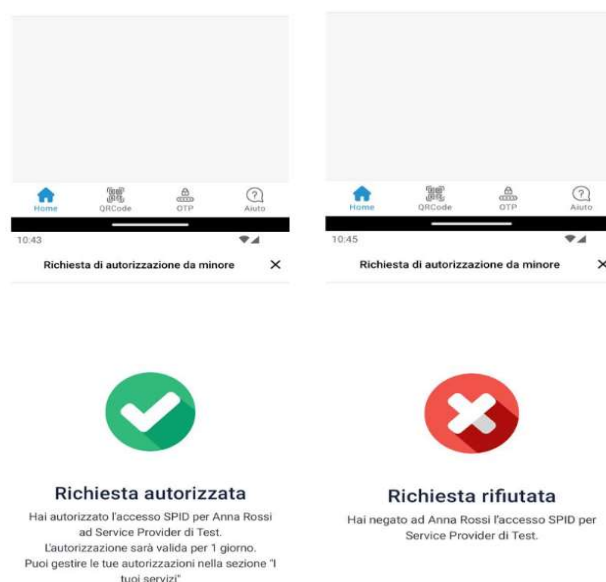 Home QRCode OTP Aiuto
Home QRCode OTP Aiuto
10:43
Richiesta di autorizzazione da minore
Richiesta autorizzata
Hai autorizzato l'accesso SPID per Anna Rossi
ad Service Provider di Test.
L'autorizzazione sarà valida per 1 giorno.
Puoi gestire le tue autorizzazioni nella sezione "I
tuoi servizi"
10:45
Richiesta di autorizzazione da minore
Richiesta rifiutata
Hai negato ad Anna Rossi l'accesso SPID per
Service Provider di Test.